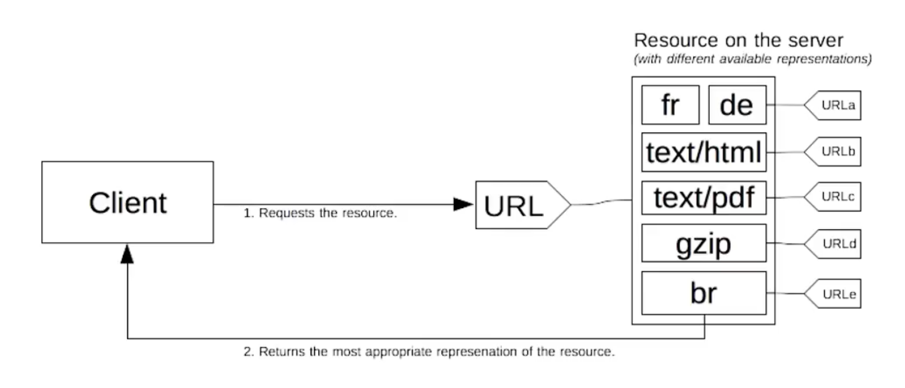 Resource on the server
(with different available representations)
fr de URLa
text/html URLb
Client
text/pdf URLc
URL
1. Requests the resource.
gzip URLd
br URLe
2. Returns the most appropriate represenation of the resource.